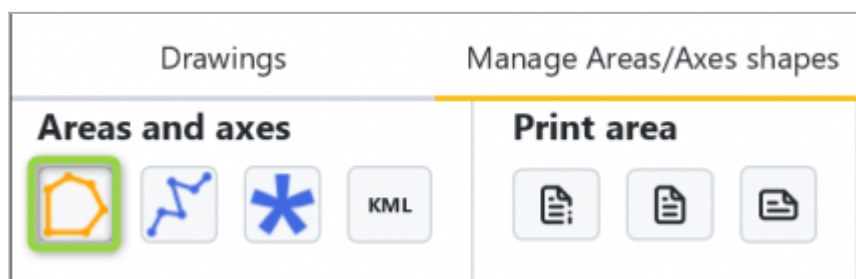 Drawings
Manage Areas/Axes shapes
Areas and axes
Print area
KML